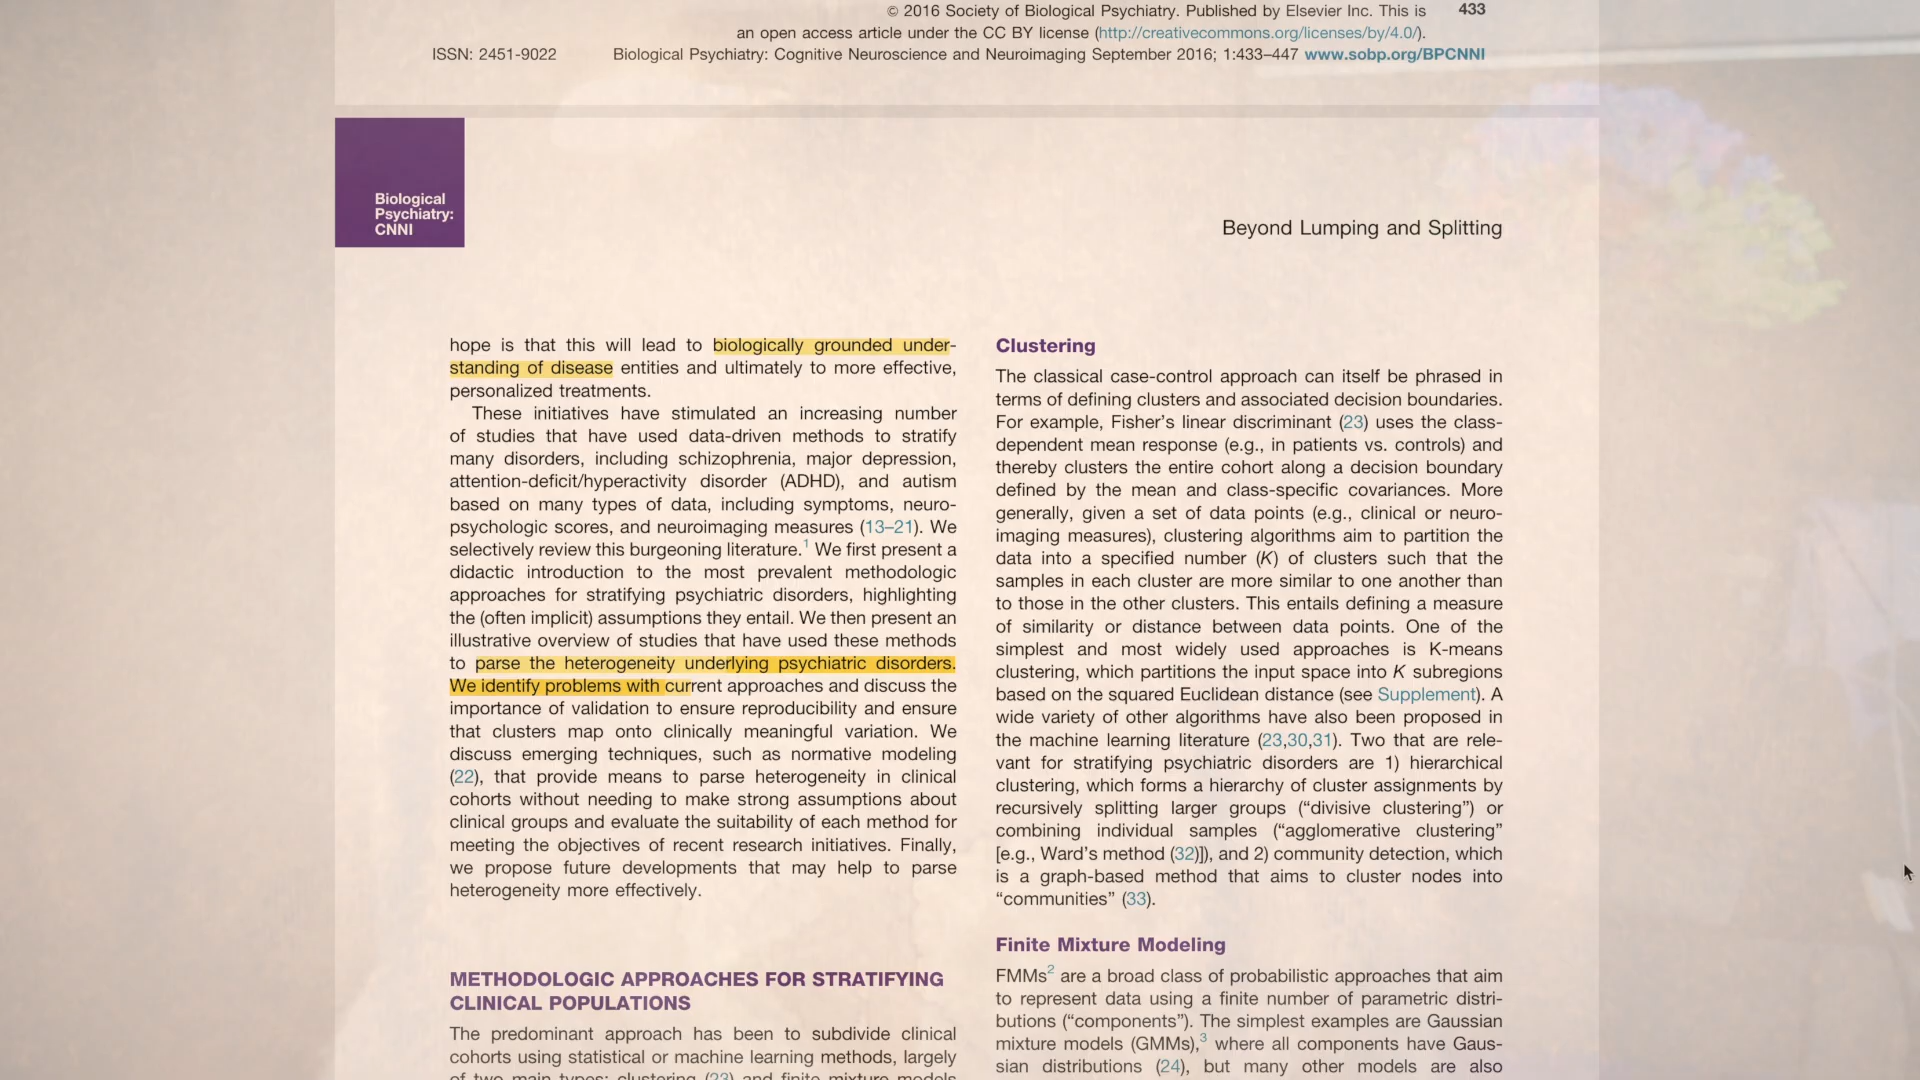 © 2016 Society of Biological Psychiatry. Published by Elsevier Inc. This is 433
an open access article under the CC BY license (http://creativecommons.org/licenses/by/4.0/).
ISSN: 2451-9022 Biological Psychiatry: Cognitive Neuroscience and Neuroimaging September 2016; 1:433–447 www.sobp.org/BPCNNI
Biological
Psychiatry:
CNNI
Beyond Lumping and Splitting
hope is that this will lead to biologically grounded under-
standing of disease entities and ultimately to more effective,
personalized treatments.
These initiatives have stimulated an increasing number
of studies that have used data-driven methods to stratify
many disorders, including schizophrenia, major depression,
attention-deficit/hyperactivity disorder (ADHD), and autism
based on many types of data, including symptoms, neuro-
psychologic scores, and neuroimaging measures (13–21). We
selectively review this burgeoning literature.1 We first present a
didactic introduction to the most prevalent methodologic
approaches for stratifying psychiatric disorders, highlighting
the (often implicit) assumptions they entail. We then present an
illustrative overview of studies that have used these methods
to parse the heterogeneity underlying psychiatric disorders.
We identify problems with current approaches and discuss the
importance of validation to ensure reproducibility and ensure
that clusters map onto clinically meaningful variation. We
discuss emerging techniques, such as normative modeling
(22), that provide means to parse heterogeneity in clinical
cohorts without needing to make strong assumptions about
clinical groups and evaluate the suitability of each method for
meeting the objectives of recent research initiatives. Finally,
we propose future developments that may help to parse
heterogeneity more effectively.
METHODOLOGIC APPROACHES FOR STRATIFYING
CLINICAL POPULATIONS
The predominant approach has been to subdivide clinical
cohorts using statistical or machine learning methods, largely
of two main types: clustering (23) and finite mixture models
Clustering
The classical case-control approach can itself be phrased in
terms of defining clusters and associated decision boundaries.
For example, Fisher's linear discriminant (23) uses the class-
dependent mean response (e.g., in patients vs. controls) and
thereby clusters the entire cohort along a decision boundary
defined by the mean and class-specific covariances. More
generally, given a set of data points (e.g., clinical or neuro-
imaging measures), clustering algorithms aim to partition the
data into a specified number (K) of clusters such that the
samples in each cluster are more similar to one another than
to those in the other clusters. This entails defining a measure
of similarity or distance between data points. One of the
simplest and most widely used approaches is K-means
clustering, which partitions the input space into K subregions
based on the squared Euclidean distance (see Supplement). A
wide variety of other algorithms have also been proposed in
the machine learning literature (23,30,31). Two that are rele-
vant for stratifying psychiatric disorders are 1) hierarchical
clustering, which forms a hierarchy of cluster assignments by
recursively splitting larger groups (“divisive clustering”) or
combining individual samples (“agglomerative clustering”
[e.g., Ward's method (32)]), and 2) community detection, which
is a graph-based method that aims to cluster nodes into
“communities” (33).
Finite Mixture Modeling
FMMs2 are a broad class of probabilistic approaches that aim
to represent data using a finite number of parametric distri-
butions (“components”). The simplest examples are Gaussian
mixture models (GMMs),3 where all components have Gaus-
sian distributions (24), but many other models are also